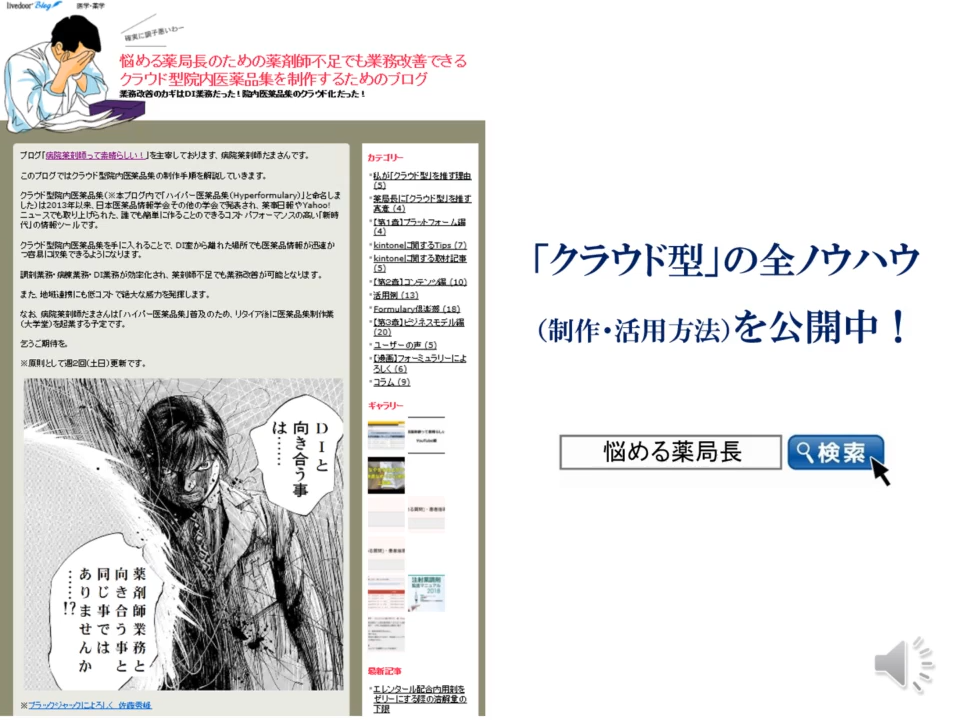 livedoor Blog
医学・薬学
確実に調子悪いわー
悩める薬局長のための薬剤師不足でも業務改善できる
クラウド型院内医薬品集を制作するためのブログ
業務改善のカギはDI業務だった！院内医薬品集のクラウド化だった！
ブログ「病院薬剤師って素晴らしい！」を主宰しております、病院薬剤師だまさんです。
このブログではクラウド型院内医薬品集の制作手順を解説していきます。
クラウド型院内医薬品集（※本ブログ内で「ハイパー医薬品集（Hyperformulary）」と命名しま
した）は2013年以来、日本医薬品情報学会その他の学会で発表され、薬事日報やYahoo!
ニュースでも取り上げられた、誰でも簡単に作ることのできるコストパフォーマンスの高い「新時
代」の情報ツールです。
クラウド型院内医薬品集を手に入れることで、DI室から離れた場所でも医薬品情報が迅速か
つ容易に収集できるようになります。
調剤業務・病棟業務・DI業務が効率化され、薬剤師不足でも業務改善が可能となります。
また、地域連携にも低コストで絶大な威力を発揮します。
なお、病院薬剤師だまさんは「ハイパー医薬品集」普及のため、リタイア後に医薬品集制作業
（大学堂）を起業する予定です。
乞うご期待を。
※原則として週2回（土日）更新です。
DIと
向き合う事
は……
薬剤師業務と
向き合う事と
同じ事では
ありませんか
……!?
※ブラックジャックによろしく 佐藤秀峰
カテゴリー
私が「クラウド型」を推す理由
(5)
薬局長に「クラウド型」を推す
真意 (4)
【第1章】プラットフォーム編
(4)
kintoneに関するTips (7)
kintoneに関する取材記事
(5)
【第2章】コンテンツ編 (10)
活用例 (13)
Formulary倶楽部 (18)
【第3章】ビジネスモデル編
(20)
ユーザーの声 (5)
【漫画】フォーミュラリーによ
ろしく (6)
コラム (9)
ギャラリー
注射薬調剤
2018
最新記事
エレンタール配合内用剤を
ゼリーにする際の溶解量の
下限
「クラウド型」の全ノウハウ
（制作・活用方法）を公開中！
悩める薬局長
検索